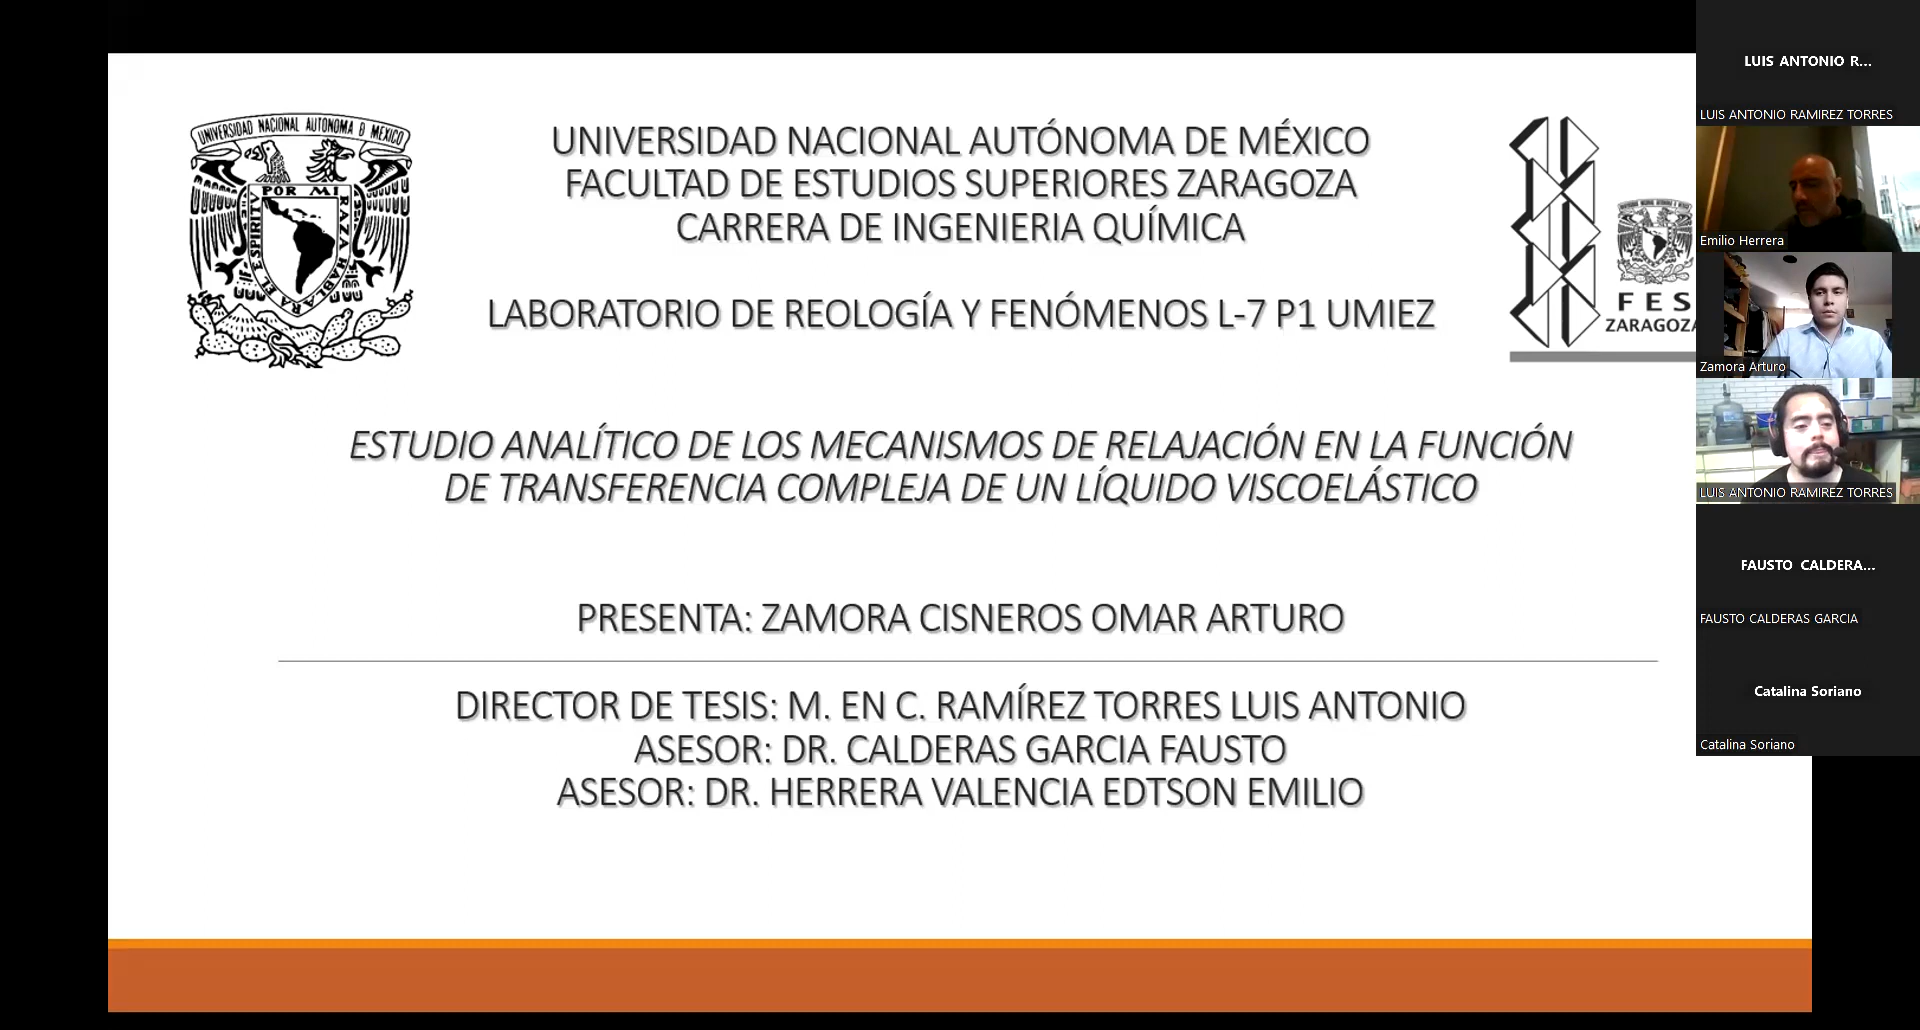 UNIVERSIDAD NACIONAL AUTONOMA D MEXICO
POR MI
RAZA HABLARA
EL ESPIRITV
UNIVERSIDAD NACIONAL AUTÓNOMA DE MÉXICO
FACULTAD DE ESTUDIOS SUPERIORES ZARAGOZA
CARRERA DE INGENIERIA QUÍMICA
LABORATORIO DE REOLOGÍA Y FENÓMENOS L-7 P1 UMIEZ
FES
ZARAGOZA
ESTUDIO ANALÍTICO DE LOS MECANISMOS DE RELAJACIÓN EN LA FUNCIÓN
DE TRANSFERENCIA COMPLEJA DE UN LÍQUIDO VISCOELÁSTICO
PRESENTA: ZAMORA CISNEROS OMAR ARTURO
DIRECTOR DE TESIS: M. EN C. RAMÍREZ TORRES LUIS ANTONIO
ASESOR: DR. CALDERAS GARCIA FAUSTO
ASESOR: DR. HERRERA VALENCIA EDTSON EMILIO
LUIS ANTONIO R...
LUIS ANTONIO RAMIREZ TORRES
Emilio Herrera
Zamora Arturo
LUIS ANTONIO RAMIREZ TORRES
FAUSTO CALDERA...
FAUSTO CALDERAS GARCIA
Catalina Soriano
Catalina Soriano